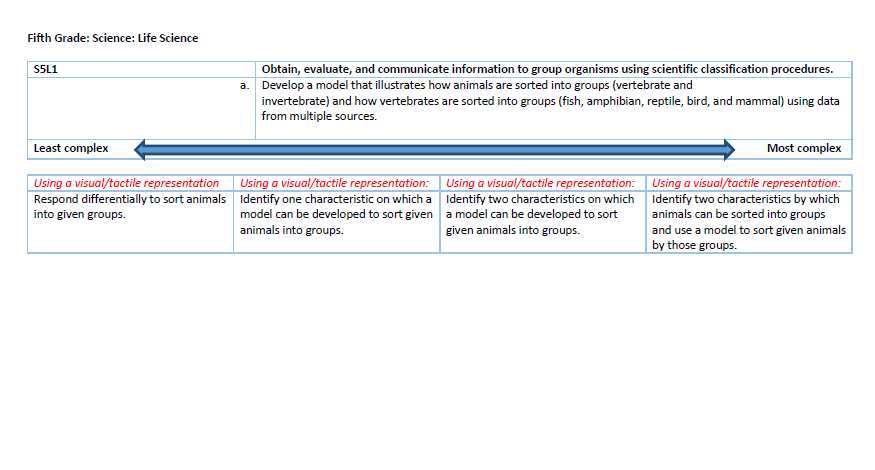 Fifth Grade: Science: Life Science
S5L1 Obtain, evaluate, and communicate information to group organisms using scientific classification procedures.
a. Develop a model that illustrates how animals are sorted into groups (vertebrate and
invertebrate) and how vertebrates are sorted into groups (fish, amphibian, reptile, bird, and mammal) using data
from multiple sources.
Least complex Most complex
Using a visual/tactile representation
Respond differentially to sort animals
into given groups.
Using a visual/tactile representation:
Identify one characteristic on which a
model can be developed to sort given
animals into groups.
Using a visual/tactile representation:
Identify two characteristics on which
a model can be developed to sort
given animals into groups.
Using a visual/tactile representation:
Identify two characteristics by which
animals can be sorted into groups
and use a model to sort given animals
by those groups.